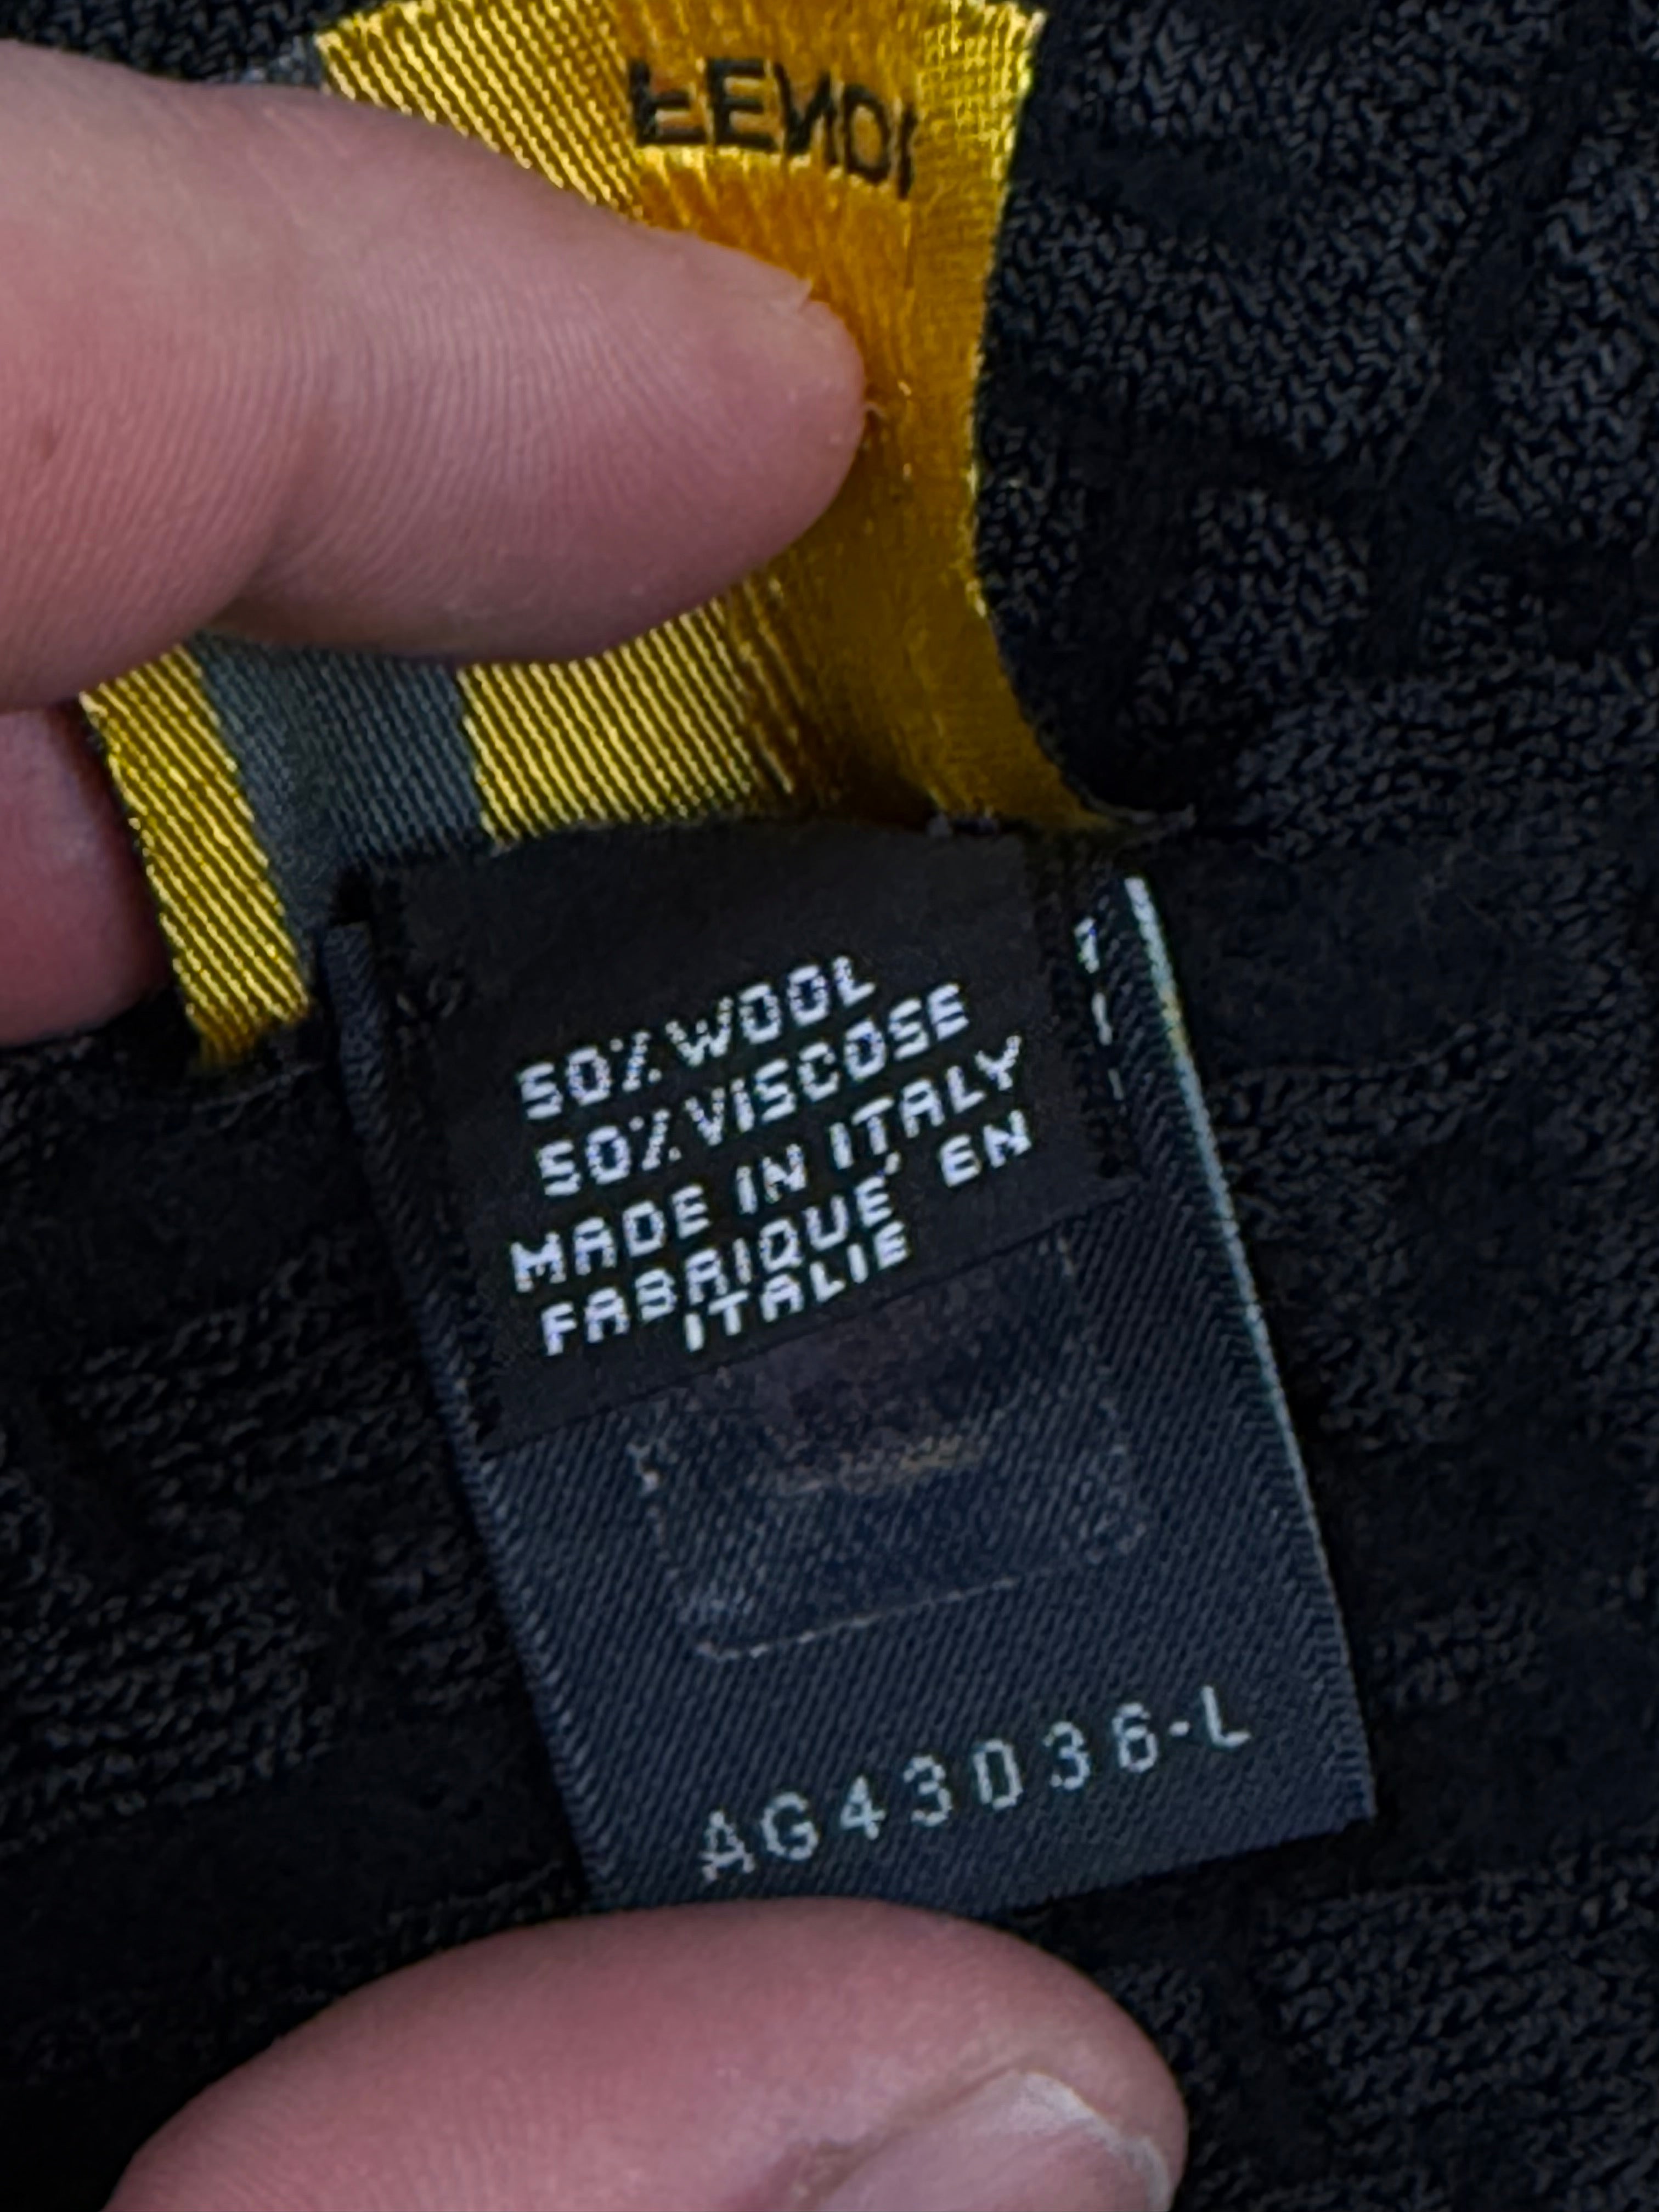 FENDI
50% WOOL
50% VISCOSE
MADE IN ITALY
FABRIQUE' EN
ITALIE
AG43036-L